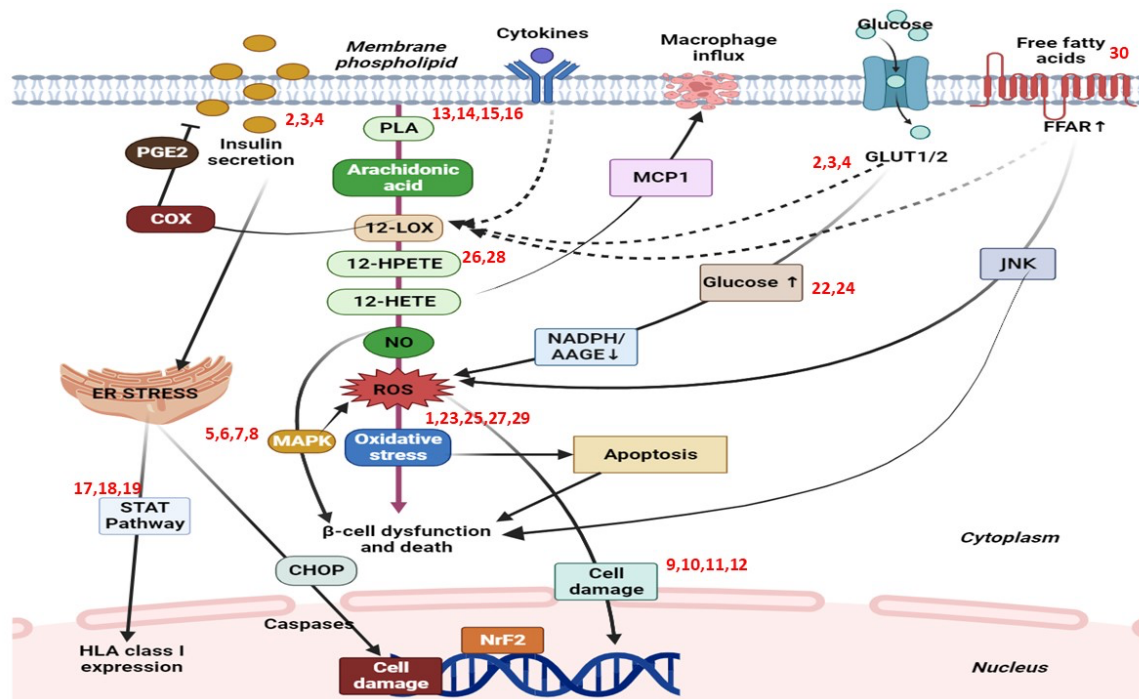 Membrane
phospholipid
Cytokines
Macrophage
influx
Glucose
Free fatty
acids
30
2,3,4
Insulin
secretion
13,14,15,16
PLA
PGE2
FFAR↑
GLUT1/2
2,3,4
MCP1
Arachidonic
acid
COX
12-LOX
12-HPETE
26,28
JNK
Glucose ↑
22,24
12-HETE
NO
NADPH/
AAGE↓
ER STRESS
ROS
1,23,25,27,29
5,6,7,8
MAPK
Oxidative
stress
Apoptosis
17,18,19
STAT
Pathway
β-cell dysfunction
and death
Cytoplasm
CHOP
Cell
damage
9,10,11,12
Caspases
HLA class I
expression
NrF2
Cell
damage
Nucleus